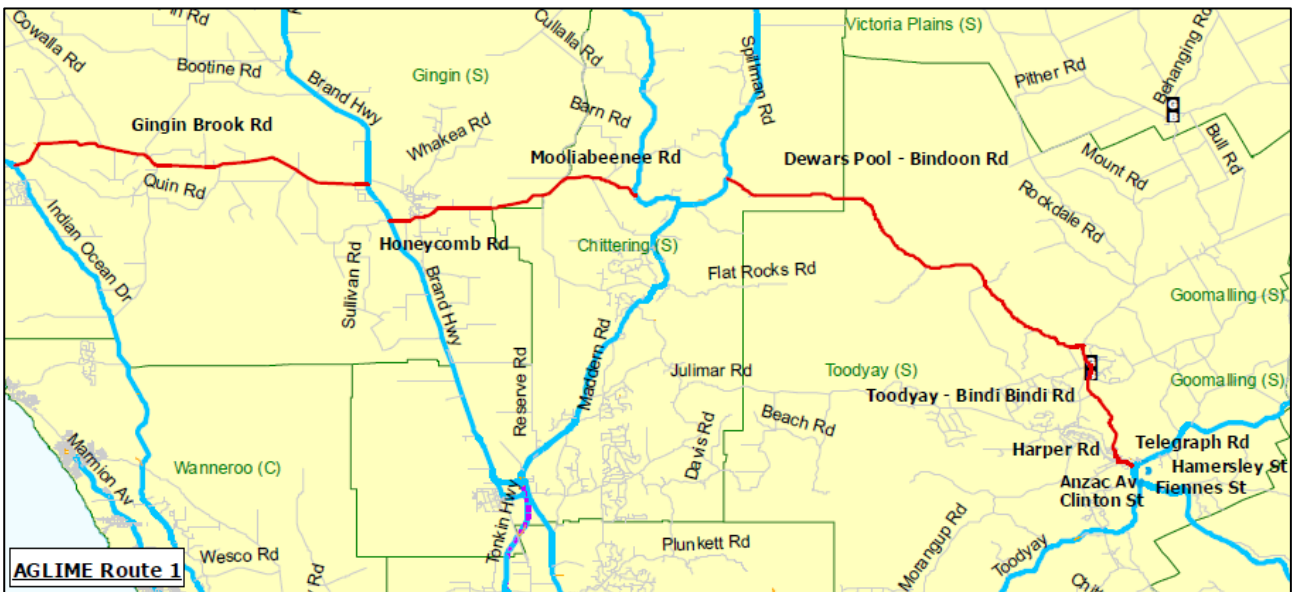 Cowalla Rd
Bootine Rd
Brand Hwy
Gingin (S)
Cullalla Rd
Spillman Rd
Victoria Plains (S)
Pither Rd
Behanging Rd
Gingin Brook Rd
Whakea Rd
Barn Rd
Mooliabeenee Rd
Dewars Pool - Bindoon Rd
Mount Rd
Bull Rd
Quin Rd
Rockdale Rd
Indian Ocean Dr
Sullivan Rd
Honeycomb Rd
Brand Hwy
Chittering (S)
Flat Rocks Rd
Goomalling (S)
Reserve Rd
Maddern Rd
Julimar Rd
Toodyay (S)
Toodyay - Bindi Bindi Rd
Goomalling (S)
Beach Rd
Davis Rd
Marmion Av
Wanneroo (C)
Harper Rd
Telegraph Rd
Hamersley St
Anzac Av
Fiennes St
Clinton St
Tonkin Hwy
Wesco Rd
Plunkett Rd
Morangup Rd
Toodyay
AGLIME Route 1